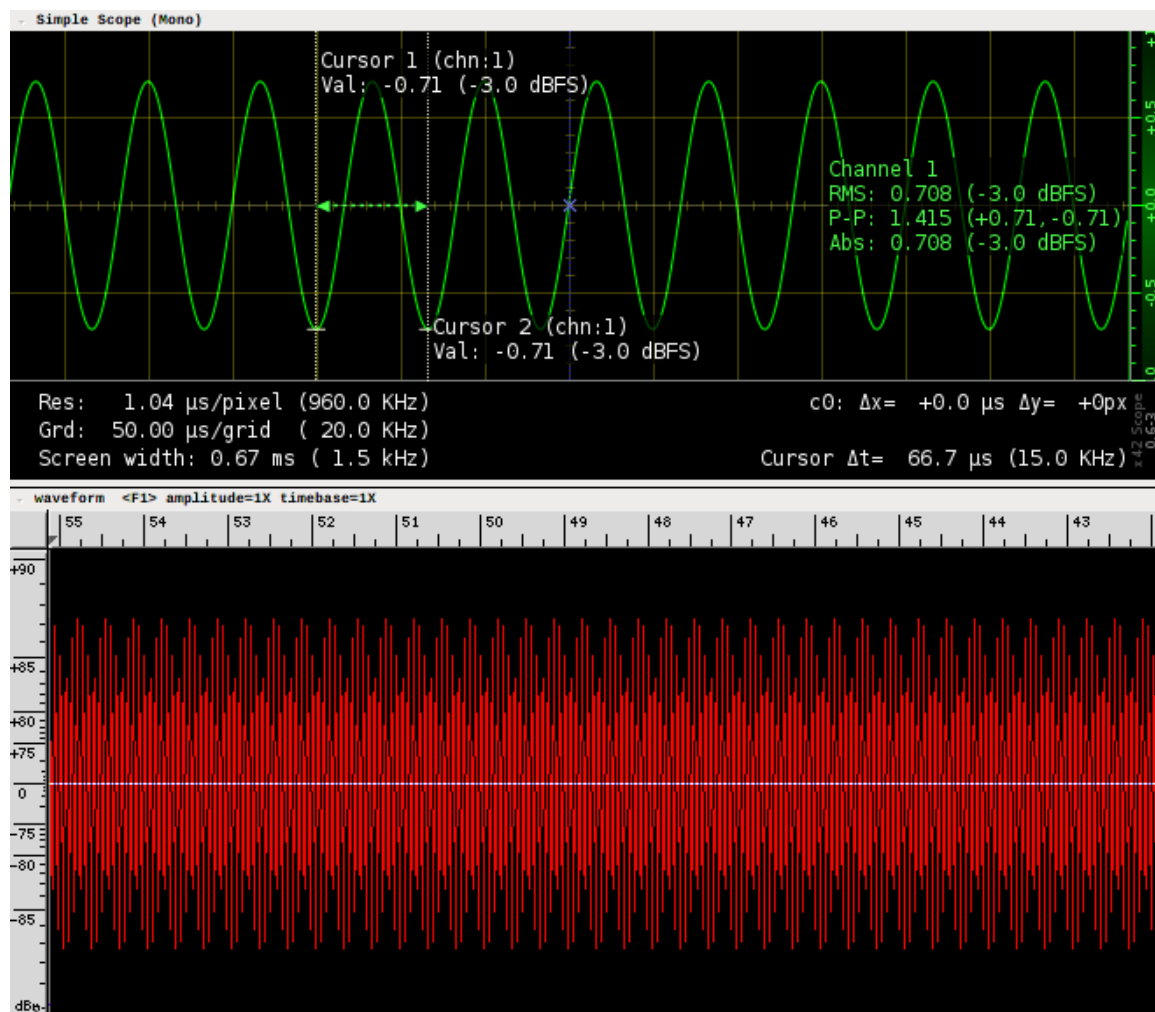 Simple Scope (Mono)
Cursor 1 (chn:1)
Val: -0.71 (-3.0 dBFS)
+1
+0.5
+0.0
-0.5
Channel 1
RMS: 0.708 (-3.0 dBFS)
P-P: 1.415 (+0.71,-0.71)
Abs: 0.708 (-3.0 dBFS)
Cursor 2 (chn:1)
Val: -0.71 (-3.0 dBFS)
Res: 1.04 µs/pixel (960.0 KHz)
Grd: 50.00 µs/grid ( 20.0 KHz)
Screen width: 0.67 ms ( 1.5 kHz)
c0: Δx= +0.0 µs Δy= +0px
Cursor Δt= 66.7 µs (15.0 KHz)
x42 Scope
0.6-3
waveform <F1> amplitude=1X timebase=1X
55 54 53 52 51 50 49 48 47 46 45 44 43
+90
+85
+80
+75
0
-75
-80
-85